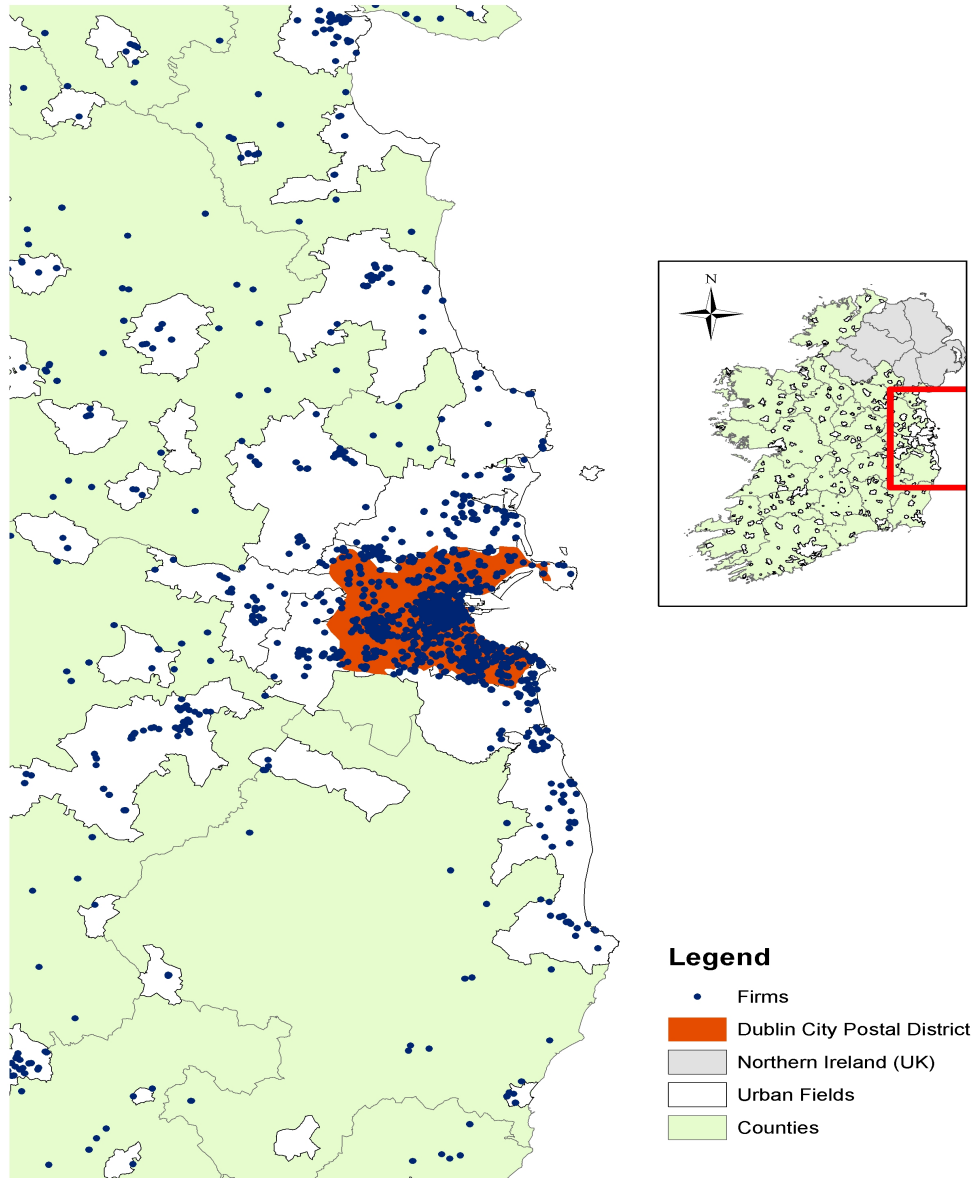 N
Legend
Firms
Dublin City Postal District
Northern Ireland (UK)
Urban Fields
Counties